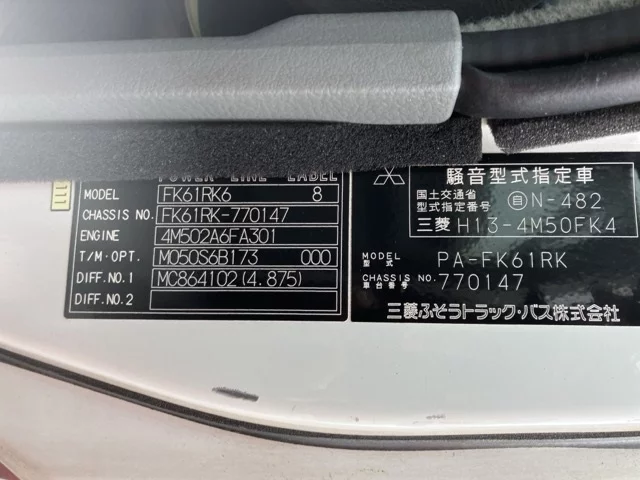 POWER LINE LABEL
MODEL FK61RK6 8
CHASSIS NO. FK61RK-770147
ENGINE 4M502A6FA301
T/M・OPT. M050S6B173 000
DIFF.NO.1 MC864102(4.875)
DIFF.NO.2
騒音型式指定車
国土交通省
型式指定番号 自N-482
三菱 H13-4M50FK4
MODEL
型式 PA-FK61RK
CHASSIS NO.
車台番号 770147
三菱ふそうトラック・バス株式会社